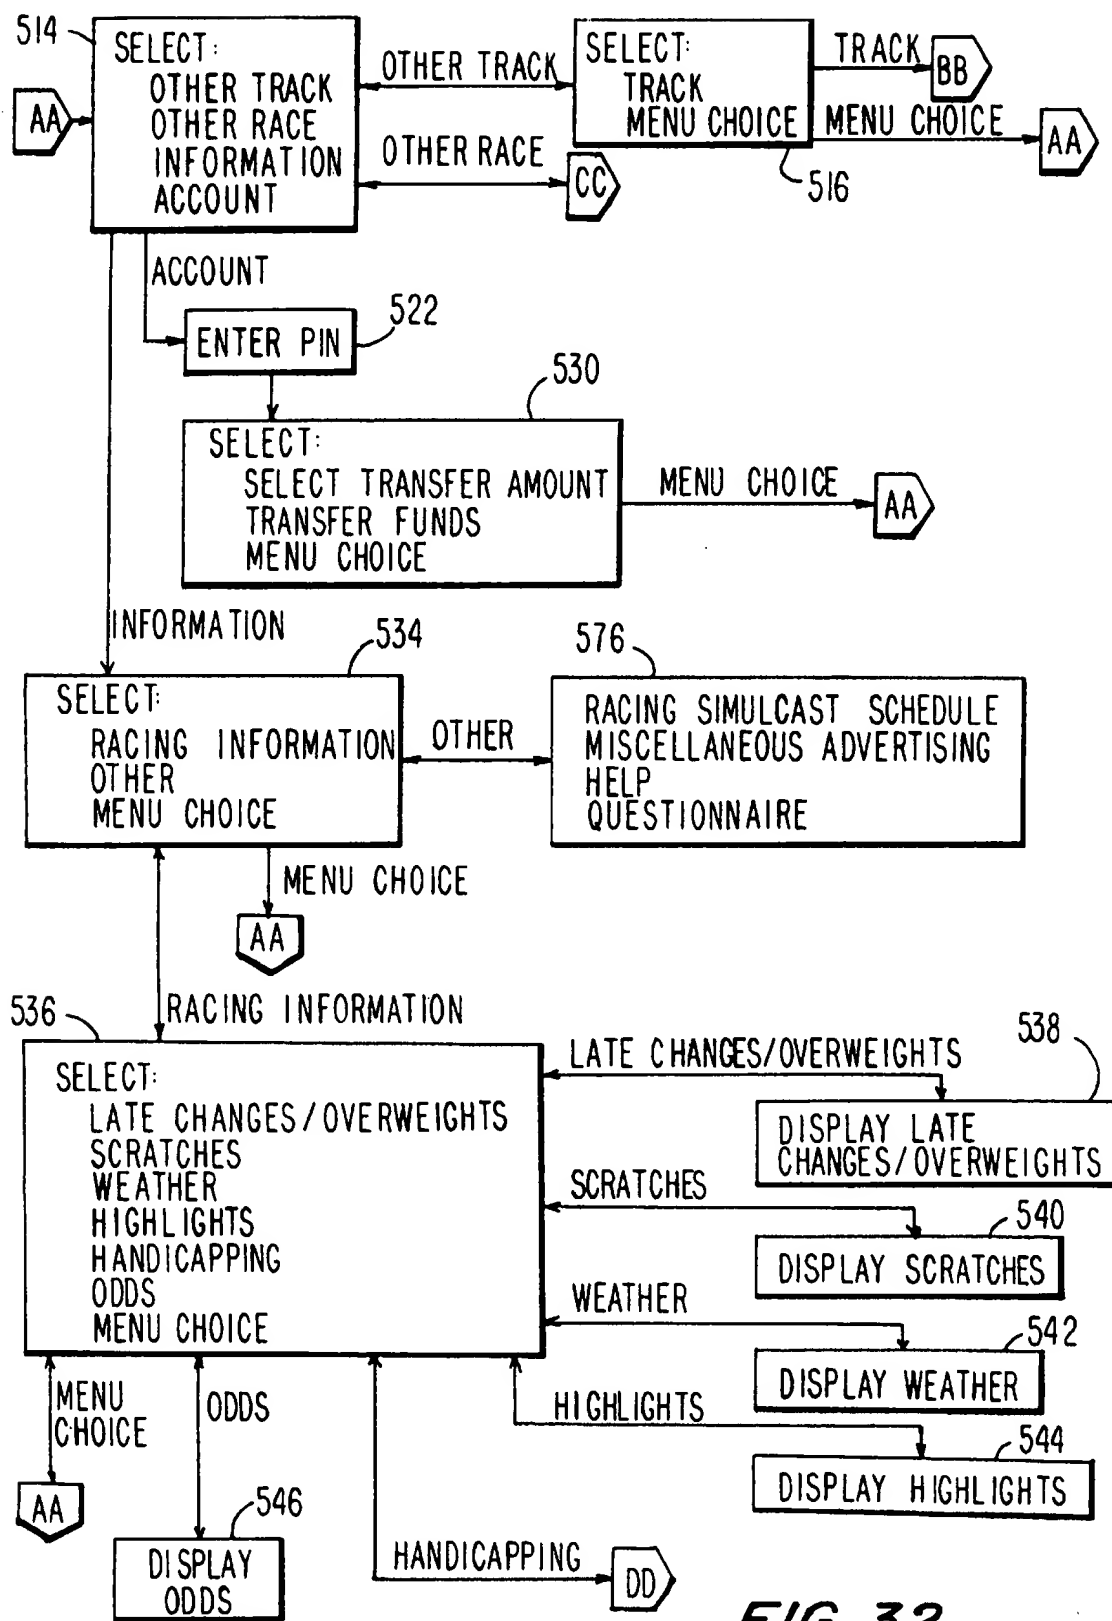 514
SELECT:
OTHER TRACK
OTHER RACE
INFORMATION
ACCOUNT
AA
OTHER TRACK
OTHER RACE
CC
SELECT:
TRACK
MENU CHOICE
516
TRACK
BB
MENU CHOICE
AA
ACCOUNT
ENTER PIN
522
530
SELECT:
SELECT TRANSFER AMOUNT
TRANSFER FUNDS
MENU CHOICE
MENU CHOICE
AA
INFORMATION
534
SELECT:
RACING INFORMATION
OTHER
MENU CHOICE
OTHER
576
RACING SIMULCAST SCHEDULE
MISCELLANEOUS ADVERTISING
HELP
QUESTIONNAIRE
MENU CHOICE
AA
RACING INFORMATION
536
SELECT:
LATE CHANGES/OVERWEIGHTS
SCRATCHES
WEATHER
HIGHLIGHTS
HANDICAPPING
ODDS
MENU CHOICE
LATE CHANGES/OVERWEIGHTS
538
DISPLAY LATE
CHANGES/OVERWEIGHTS
SCRATCHES
540
DISPLAY SCRATCHES
WEATHER
542
DISPLAY WEATHER
HIGHLIGHTS
544
DISPLAY HIGHLIGHTS
MENU
CHOICE
AA
ODDS
546
DISPLAY
ODDS
HANDICAPPING
DD
FIG. 32